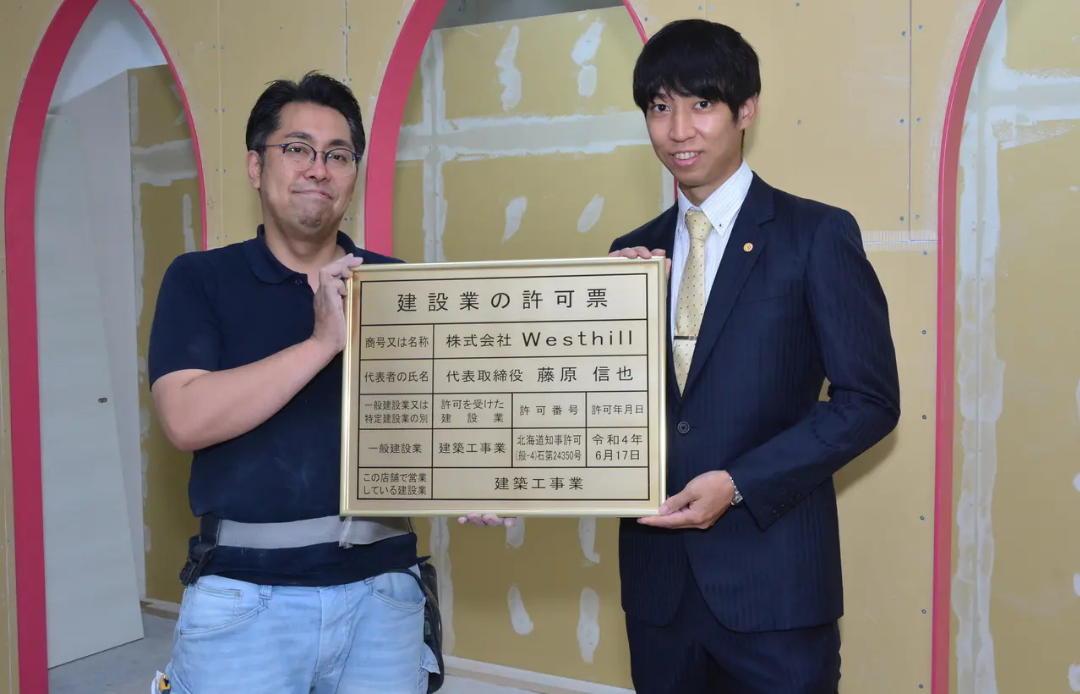 建設業の許可票
商号又は名称
株式会社 Westhill
代表者の氏名
代表取締役 藤原 信也
一般建設業又は
特定建設業の別
許可を受けた
建設業
許可番号
許可年月日
一般建設業
建築工事業
北海道知事許可
(般-4)石第24350号
令和4年
6月17日
この店舗で営業
している建設業
建築工事業